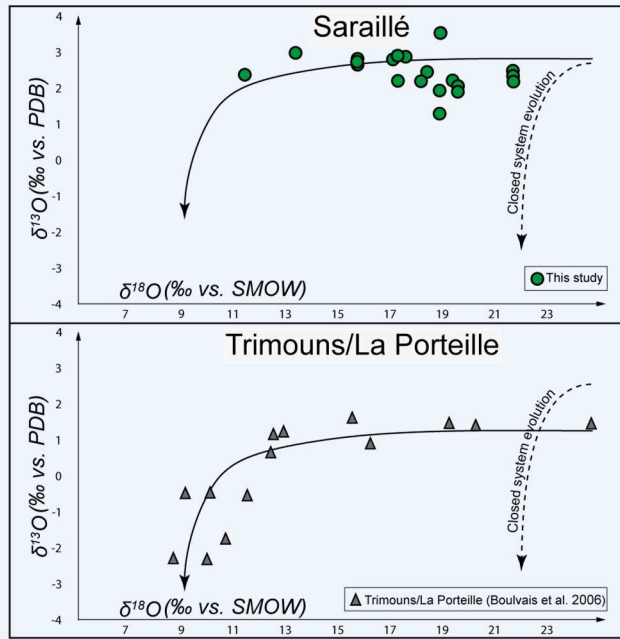 Saraillé
4
3
2
1
0
-1
-2
-3
-4
δ¹³O(‰ vs. PDB)
Closed system evolution
This study
δ¹⁸O(‰ vs. SMOW)
7 9 11 13 15 17 19 21 23
Trimouns/La Porteille
4
3
2
1
0
-1
-2
-3
-4
δ¹³O(‰ vs. PDB)
Closed system evolution
δ¹⁸O(‰ vs. SMOW)
Trimouns/La Porteille (Boulvais et al. 2006)
7 9 11 13 15 17 19 21 23